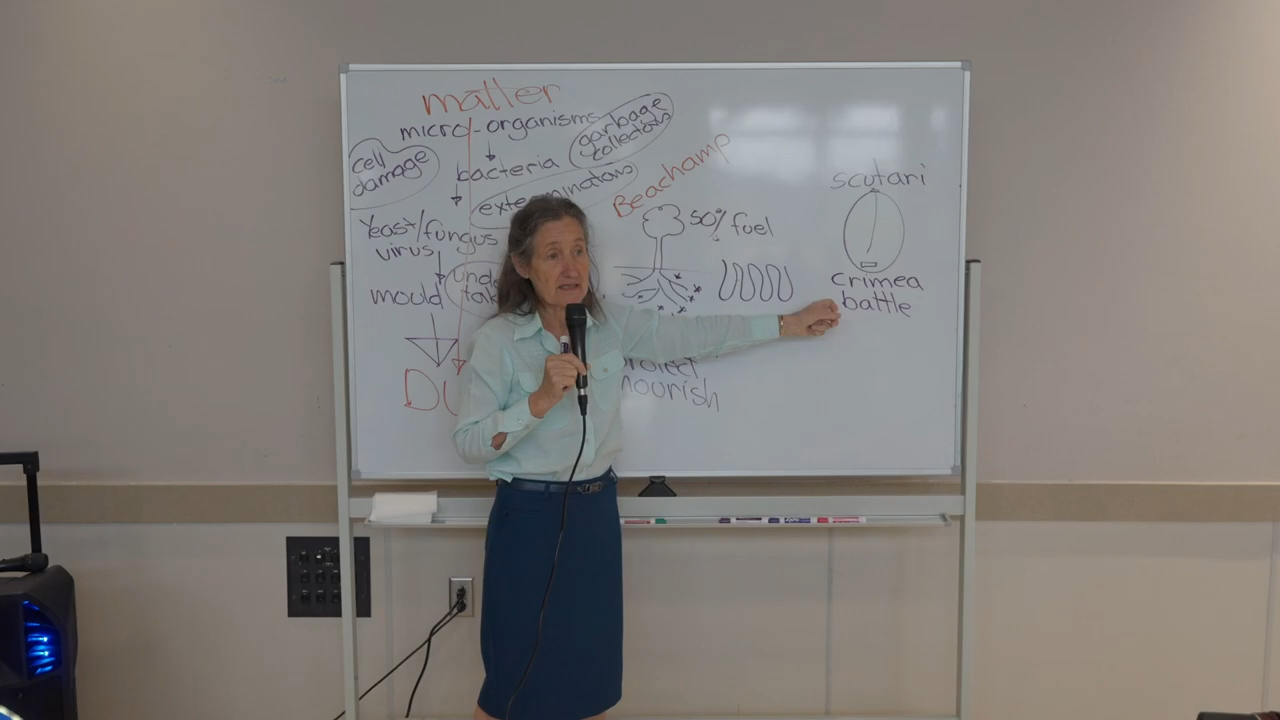 matter
micro-organisms
garbage
collectors
cell
damage
bacteria
exterminators
Yeast/fungus
virus
mould
Beachamp
50% fuel
nourish
scutari
crimea
battle